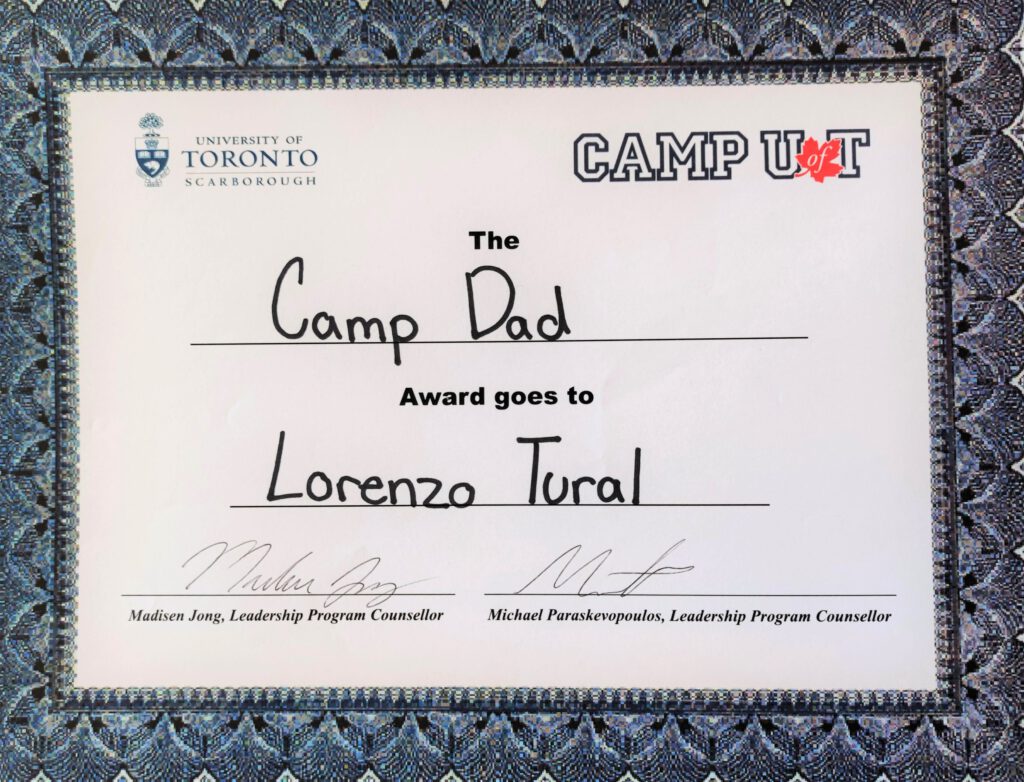 UNIVERSITY OF
TORONTO
SCARBOROUGH
CAMP U of T
The
Camp Dad
Award goes to
Lorenzo Tural
Madisen Jong, Leadership Program Counsellor
Michael Paraskevopoulos, Leadership Program Counsellor